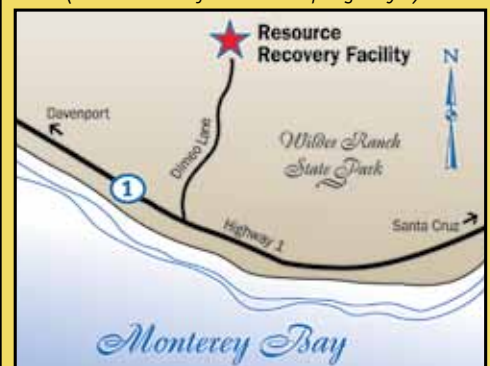 Resource
Recovery Facility
N
Davenport
Dimeo Lane
Wilder Ranch
State Park
1
Highway 1
Santa Cruz
Monterey Bay